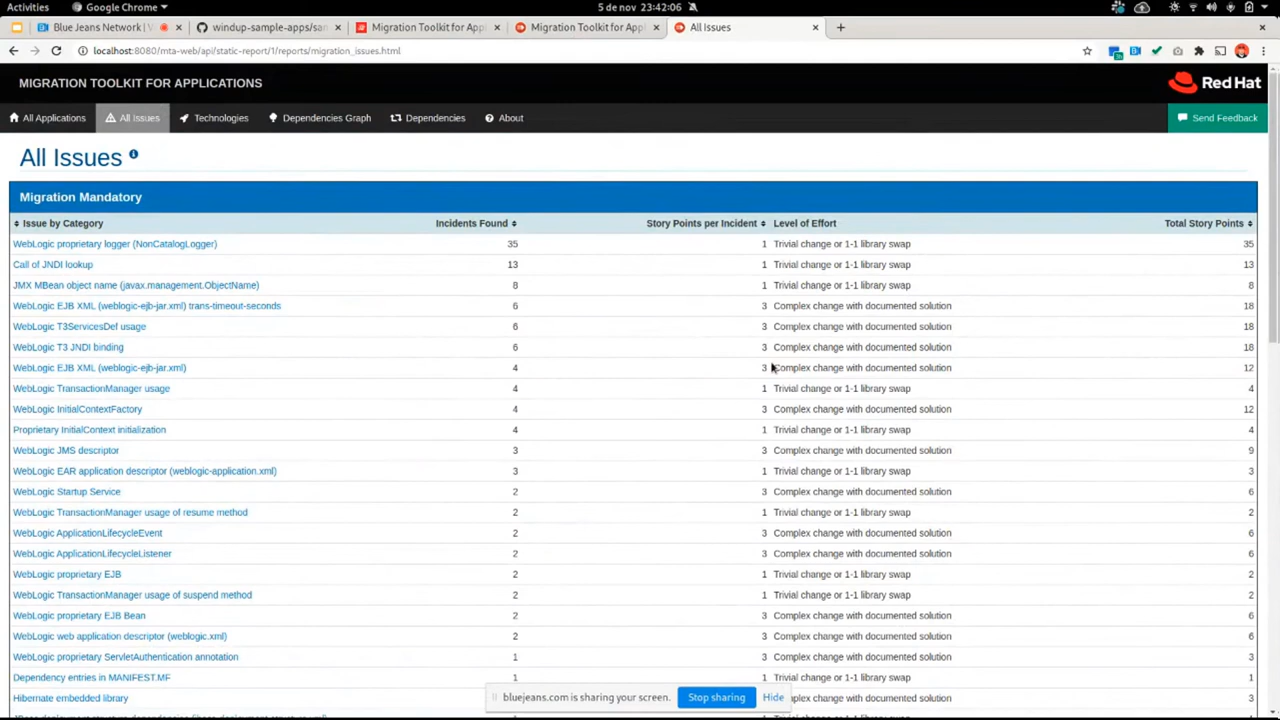 Activities Google Chrome 5 de nov 23:42:06
Blue Jeans Network | V windup-sample-apps/san Migration Toolkit for Appl Migration Toolkit for Appl All Issues
localhost:8080/mta-web/api/static-report/1/reports/migration_issues.html
MIGRATION TOOLKIT FOR APPLICATIONS Red Hat
All Applications All Issues Technologies Dependencies Graph Dependencies About Send Feedback
All Issues
Migration Mandatory
Issue by Category Incidents Found Story Points per Incident Level of Effort Total Story Points
WebLogic proprietary logger (NonCatalogLogger) 35 1 Trivial change or 1-1 library swap 35
Call of JNDI lookup 13 1 Trivial change or 1-1 library swap 13
JMX MBean object name (javax.management.ObjectName) 8 1 Trivial change or 1-1 library swap 8
WebLogic EJB XML (weblogic-ejb-jar.xml) trans-timeout-seconds 6 3 Complex change with documented solution 18
WebLogic T3ServicesDef usage 6 3 Complex change with documented solution 18
WebLogic T3 JNDI binding 6 3 Complex change with documented solution 18
WebLogic EJB XML (weblogic-ejb-jar.xml) 4 3 Complex change with documented solution 12
WebLogic TransactionManager usage 4 1 Trivial change or 1-1 library swap 4
WebLogic InitialContextFactory 4 3 Complex change with documented solution 12
Proprietary InitialContext initialization 4 1 Trivial change or 1-1 library swap 4
WebLogic JMS descriptor 3 3 Complex change with documented solution 9
WebLogic EAR application descriptor (weblogic-application.xml) 3 1 Trivial change or 1-1 library swap 3
WebLogic Startup Service 2 3 Complex change with documented solution 6
WebLogic TransactionManager usage of resume method 2 1 Trivial change or 1-1 library swap 2
WebLogic ApplicationLifecycleEvent 2 3 Complex change with documented solution 6
WebLogic ApplicationLifecycleListener 2 3 Complex change with documented solution 6
WebLogic proprietary EJB 2 1 Trivial change or 1-1 library swap 2
WebLogic TransactionManager usage of suspend method 2 1 Trivial change or 1-1 library swap 2
WebLogic proprietary EJB Bean 2 3 Complex change with documented solution 6
WebLogic web application descriptor (weblogic.xml) 2 3 Complex change with documented solution 6
WebLogic proprietary ServletAuthentication annotation 1 3 Complex change with documented solution 3
Dependency entries in MANIFEST.MF 1 1 Trivial change or 1-1 library swap 1
Hibernate embedded library documented solution 3
bluejeans.com is sharing your screen. Stop sharing Hide